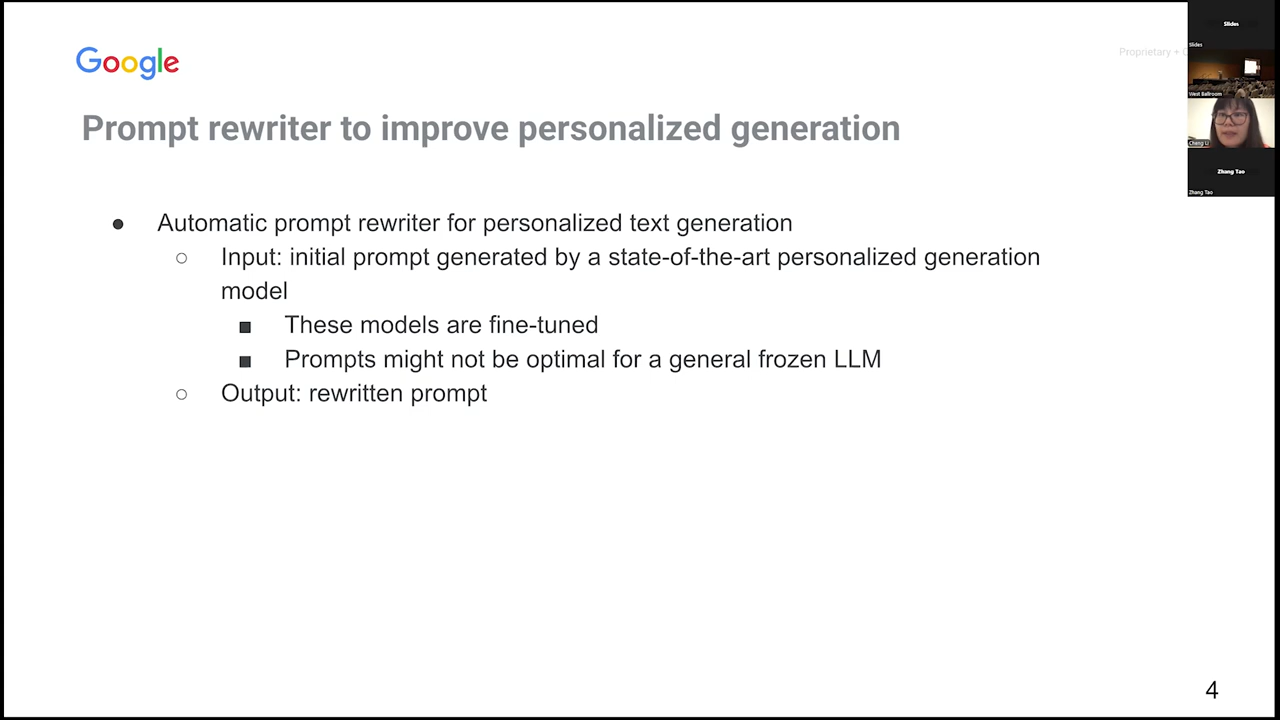 Google
Proprietary +
Slides
Slides
West Ballroom
Cheng Li
Zhang Tao
Zhang Tao
Prompt rewriter to improve personalized generation
● Automatic prompt rewriter for personalized text generation
○ Input: initial prompt generated by a state-of-the-art personalized generation
model
■ These models are fine-tuned
■ Prompts might not be optimal for a general frozen LLM
○ Output: rewritten prompt
4